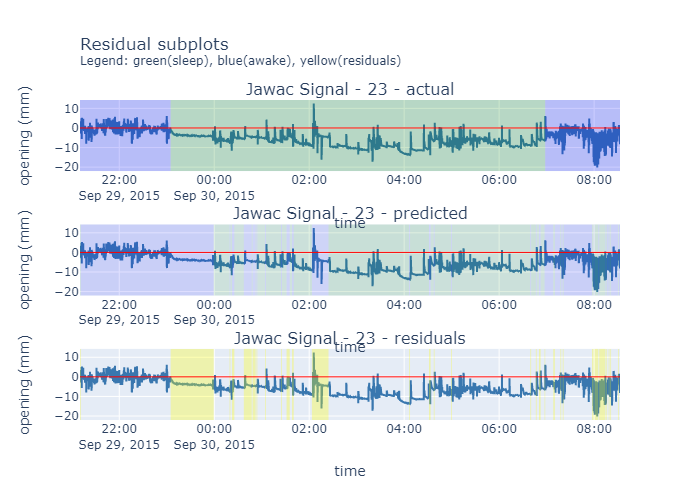 Residual subplots
Legend: green(sleep), blue(awake), yellow(residuals)
Jawac Signal - 23 - actual
opening (mm)
10
0
−10
−20
22:00 00:00 02:00 04:00 06:00 08:00
Sep 29, 2015 Sep 30, 2015
time
Jawac Signal - 23 - predicted
opening (mm)
10
0
−10
−20
22:00 00:00 02:00 04:00 06:00 08:00
Sep 29, 2015 Sep 30, 2015
time
Jawac Signal - 23 - residuals
opening (mm)
10
0
−10
−20
22:00 00:00 02:00 04:00 06:00 08:00
Sep 29, 2015 Sep 30, 2015
time